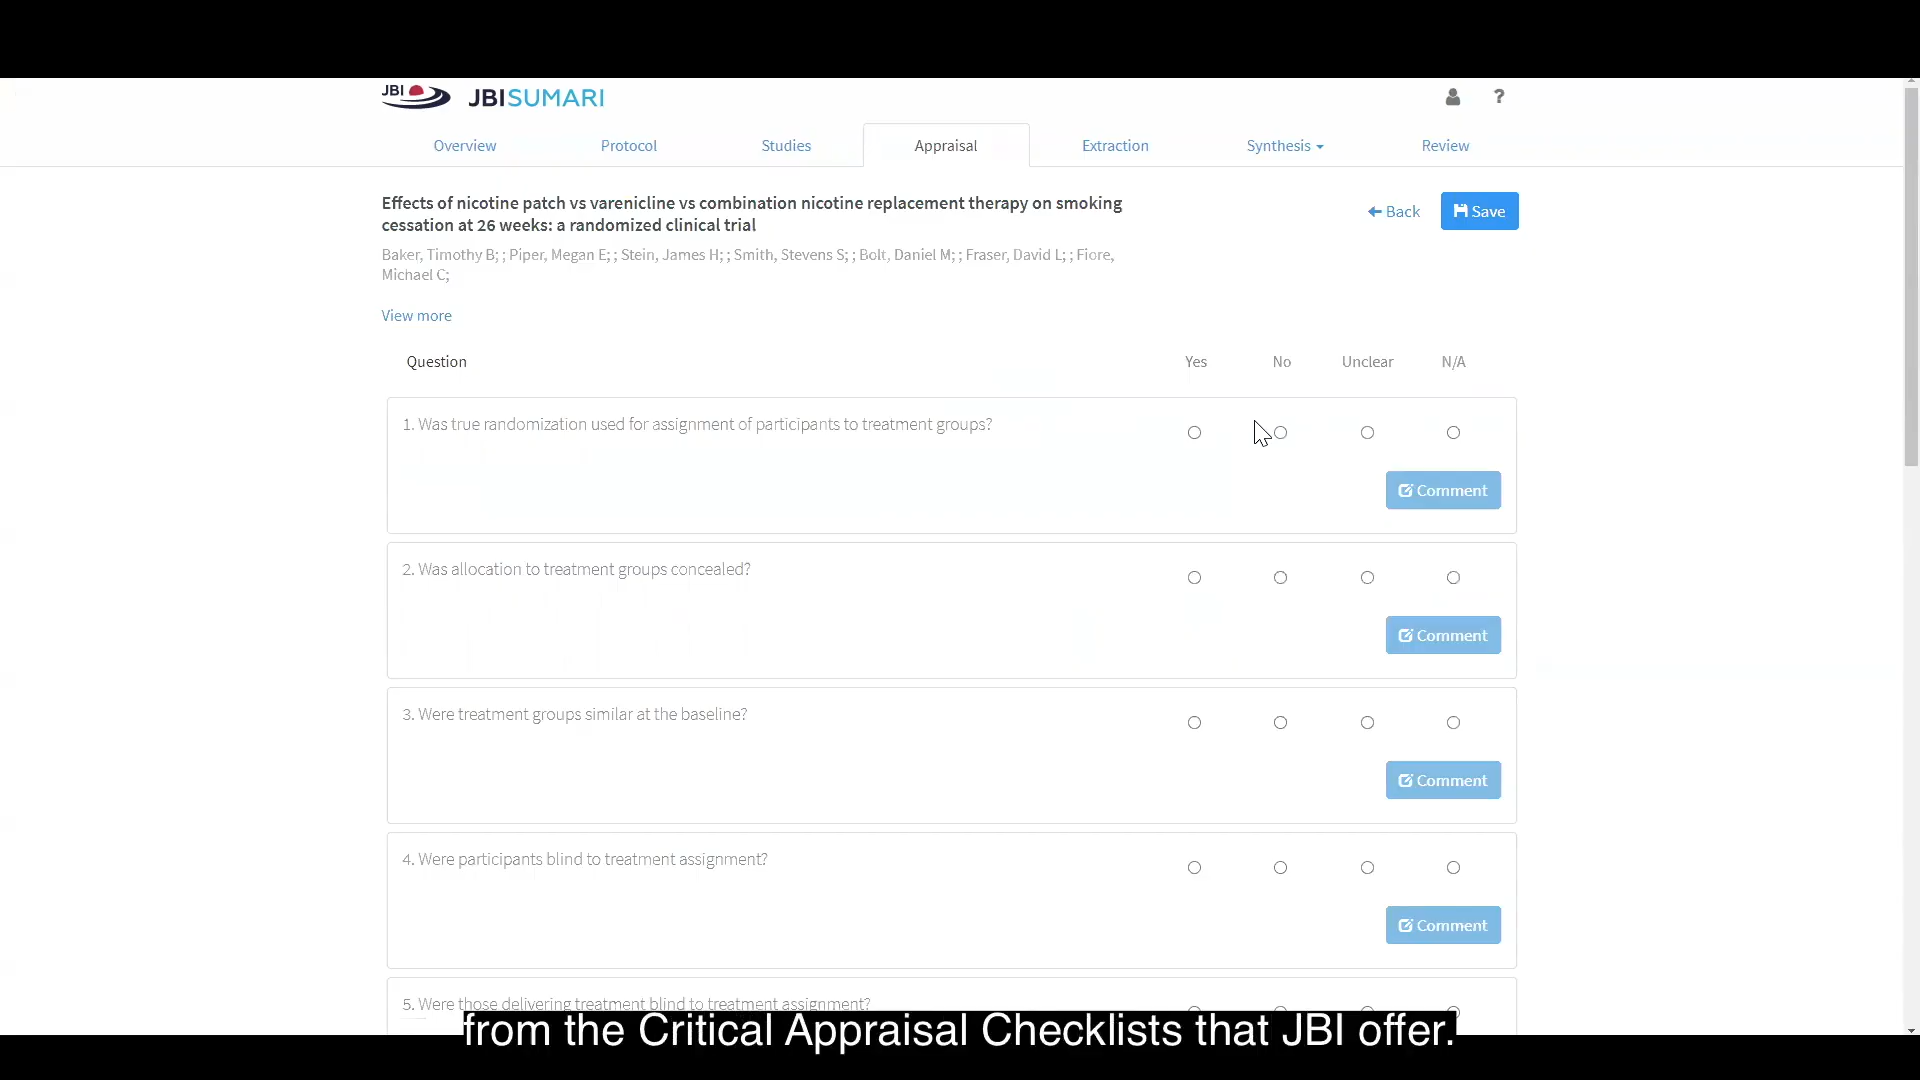 JBI JBISUMARI ?
Overview Protocol Studies Appraisal Extraction Synthesis Review
Effects of nicotine patch vs varenicline vs combination nicotine replacement therapy on smoking
cessation at 26 weeks: a randomized clinical trial
Back Save
Baker, Timothy B; ; Piper, Megan E; ; Stein, James H; ; Smith, Stevens S; ; Bolt, Daniel M; ; Fraser, David L; ; Fiore,
Michael C;
View more
Question Yes No Unclear N/A
1. Was true randomization used for assignment of participants to treatment groups?
Comment
2. Was allocation to treatment groups concealed?
Comment
3. Were treatment groups similar at the baseline?
Comment
4. Were participants blind to treatment assignment?
Comment
5. Were those delivering treatment blind to treatment assignment?
from the Critical Appraisal Checklists that JBI offer.